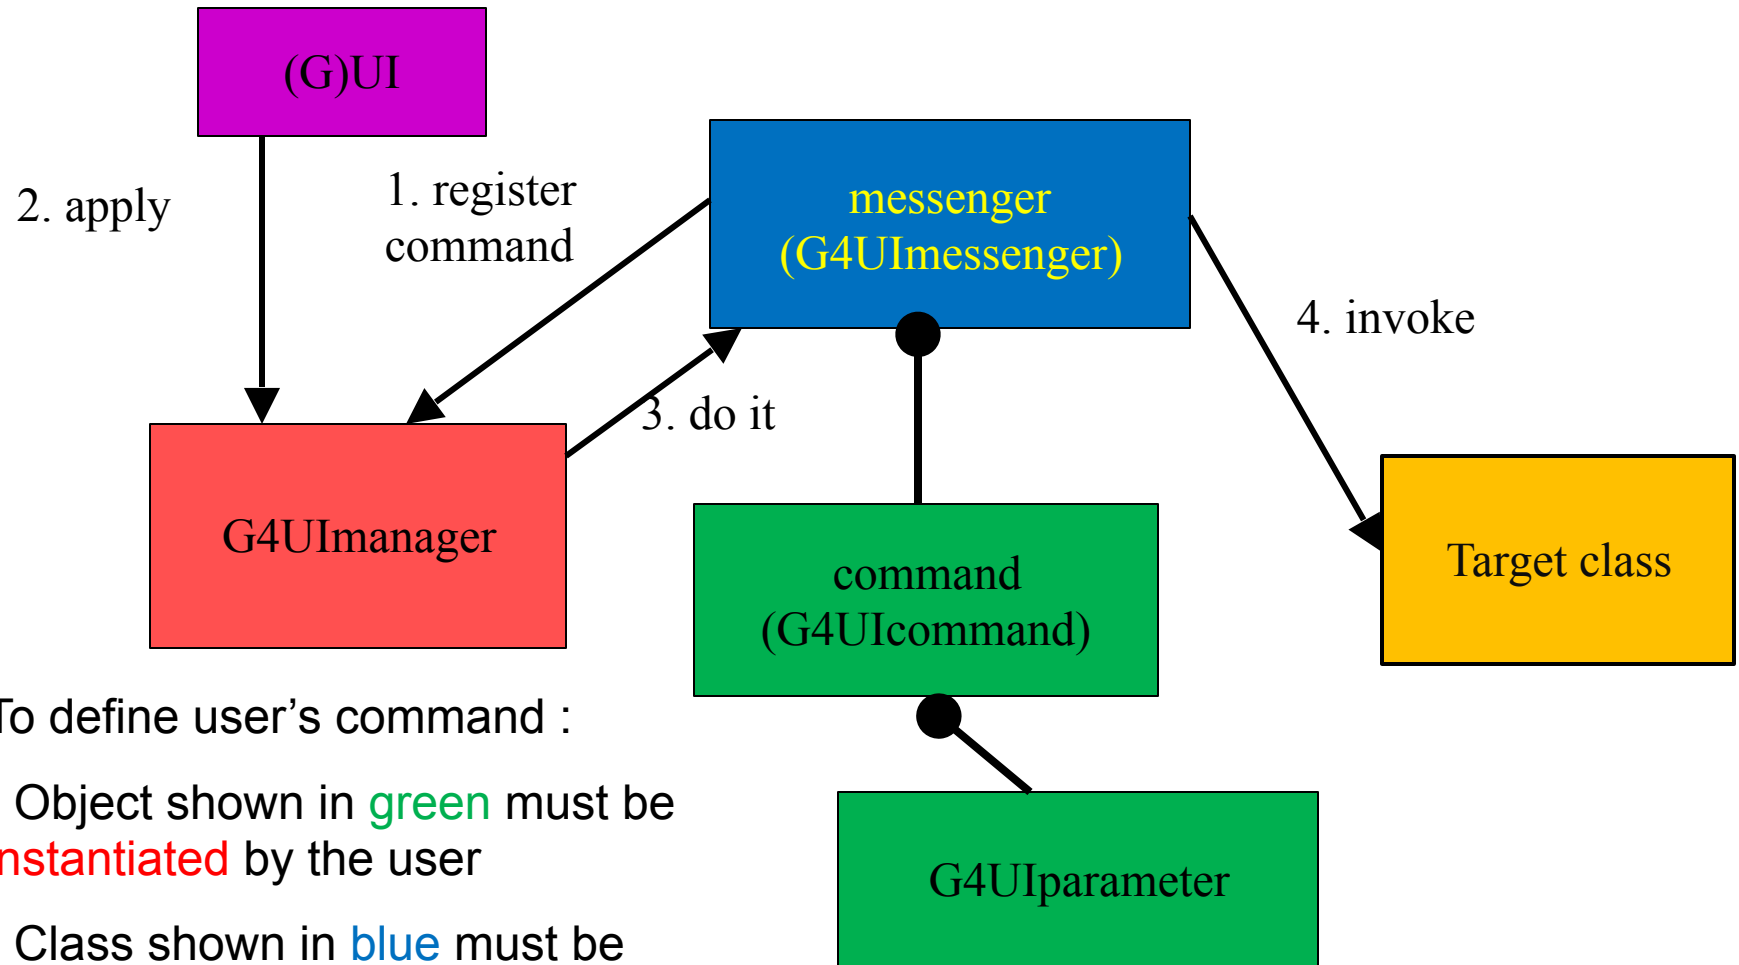 (G)UI
2. apply
1. register
command
messenger
(G4UImessenger)
4. invoke
3. do it
G4UImanager
command
(G4UIcommand)
Target class
To define user’s command :
Object shown in green must be
nstantiated by the user
G4UIparameter
Class shown in blue must be